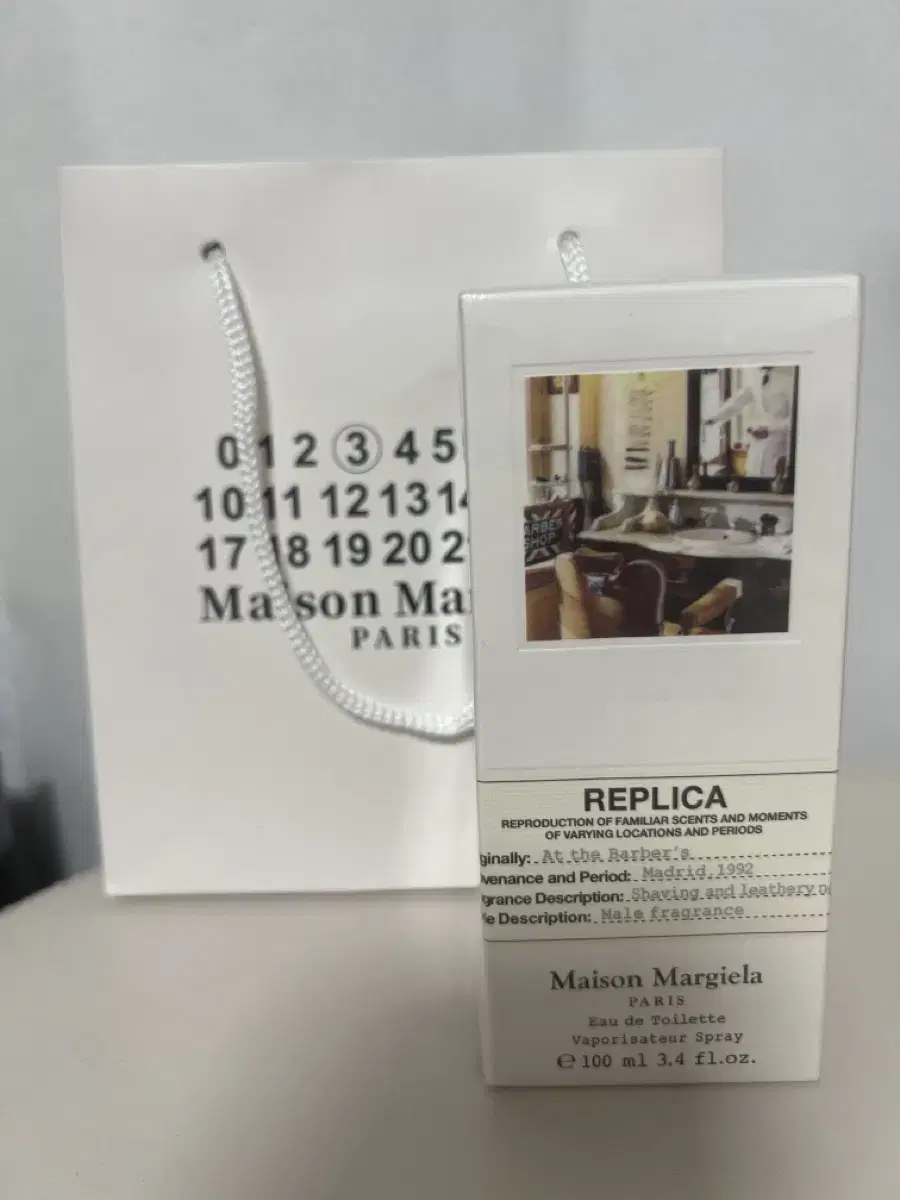 0 1 2 3 4 5
10 11 12 13 14
17 18 19 20 2
Maison Ma
PARIS
BARBER
SHOP
REPLICA
REPRODUCTION OF FAMILIAR SCENTS AND MOMENTS
OF VARYING LOCATIONS AND PERIODS
ginally: At the Barber's
venance and Period: Madrid, 1992
grance Description: Shaving and leathery n
le Description: Male fragrance
Maison Margiela
PARIS
Eau de Toilette
Vaporisateur Spray
e 100 ml 3.4 fl.oz.